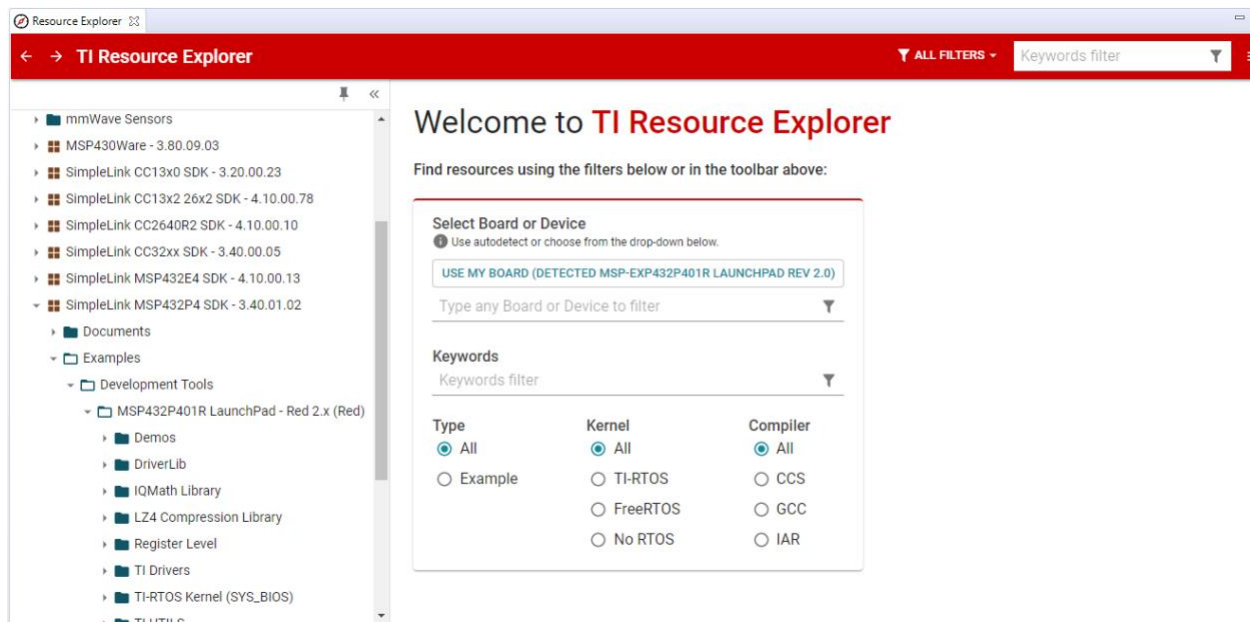 Resource Explorer
TI Resource Explorer
ALL FILTERS
Keywords filter
mmWave Sensors
MSP430Ware - 3.80.09.03
SimpleLink CC13x0 SDK - 3.20.00.23
SimpleLink CC13x2 26x2 SDK - 4.10.00.78
SimpleLink CC2640R2 SDK - 4.10.00.10
SimpleLink CC32xx SDK - 3.40.00.05
SimpleLink MSP432E4 SDK - 4.10.00.13
SimpleLink MSP432P4 SDK - 3.40.01.02
Documents
Examples
Development Tools
MSP432P401R LaunchPad - Red 2.x (Red)
Demos
DriverLib
IQMath Library
LZ4 Compression Library
Register Level
TI Drivers
TI-RTOS Kernel (SYS_BIOS)
Welcome to TI Resource Explorer
Find resources using the filters below or in the toolbar above:
Select Board or Device
Use autodetect or choose from the drop-down below.
USE MY BOARD (DETECTED MSP-EXP432P401R LAUNCHPAD REV 2.0)
Type any Board or Device to filter
Keywords
Keywords filter
Type Kernel Compiler
All All All
Example TI-RTOS CCS
FreeRTOS GCC
No RTOS IAR